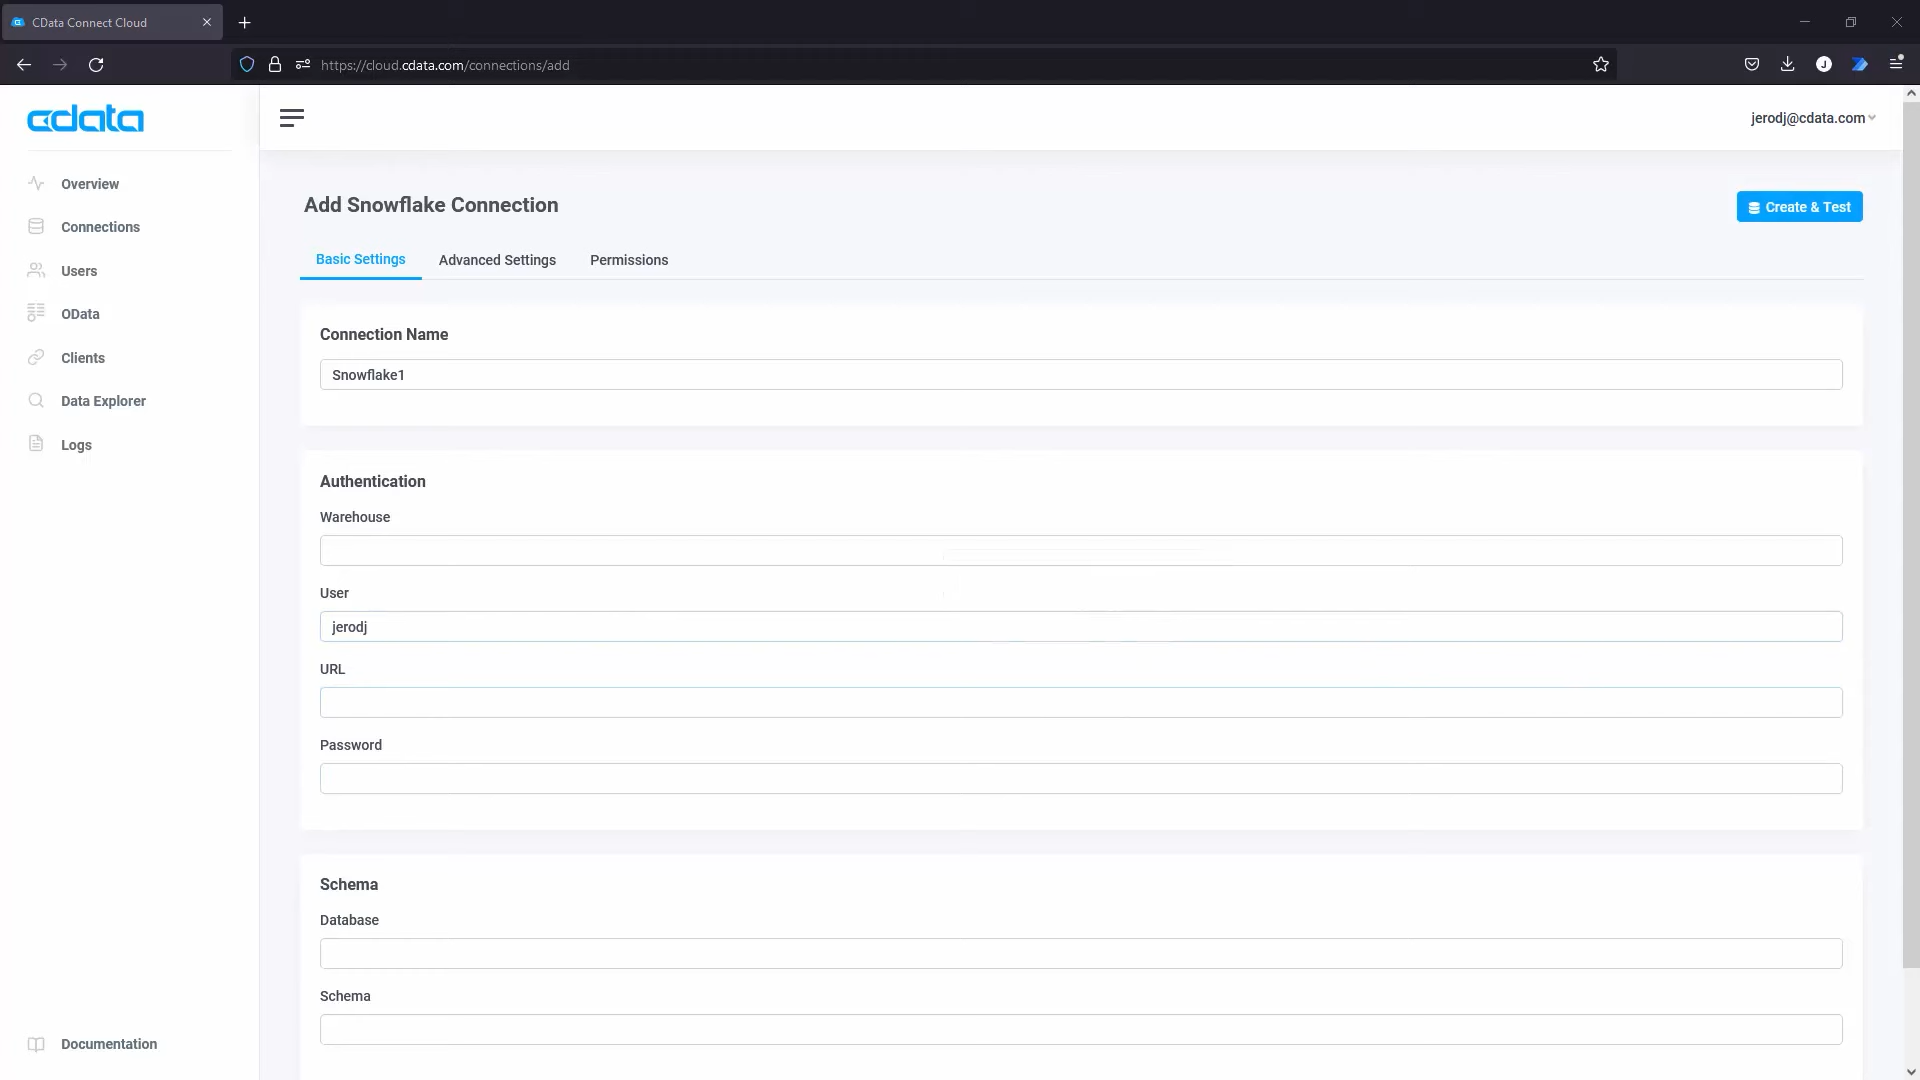 CData Connect Cloud
https://cloud.cdata.com/connections/add
J
cdata
jerodj@cdata.com
Overview
Connections
Users
OData
Clients
Data Explorer
Logs
Documentation
Add Snowflake Connection
Create & Test
Basic Settings
Advanced Settings
Permissions
Connection Name
Snowflake1
Authentication
Warehouse
User
jerodj
URL
Password
Schema
Database
Schema